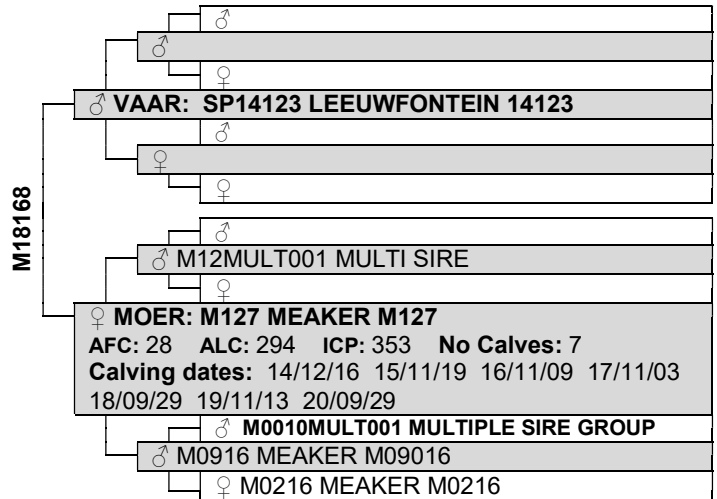 ♂
♂
♀
♂ VAAR: SP14123 LEEUWFONTEIN 14123
♂
♀
♀
M18168
♂
♂ M12MULT001 MULTI SIRE
♀
♀ MOER: M127 MEAKER M127
AFC: 28 ALC: 294 ICP: 353 No Calves: 7
Calving dates: 14/12/16 15/11/19 16/11/09 17/11/03
18/09/29 19/11/13 20/09/29
♂ M0010MULT001 MULTIPLE SIRE GROUP
♂ M0916 MEAKER M09016
♀ M0216 MEAKER M0216